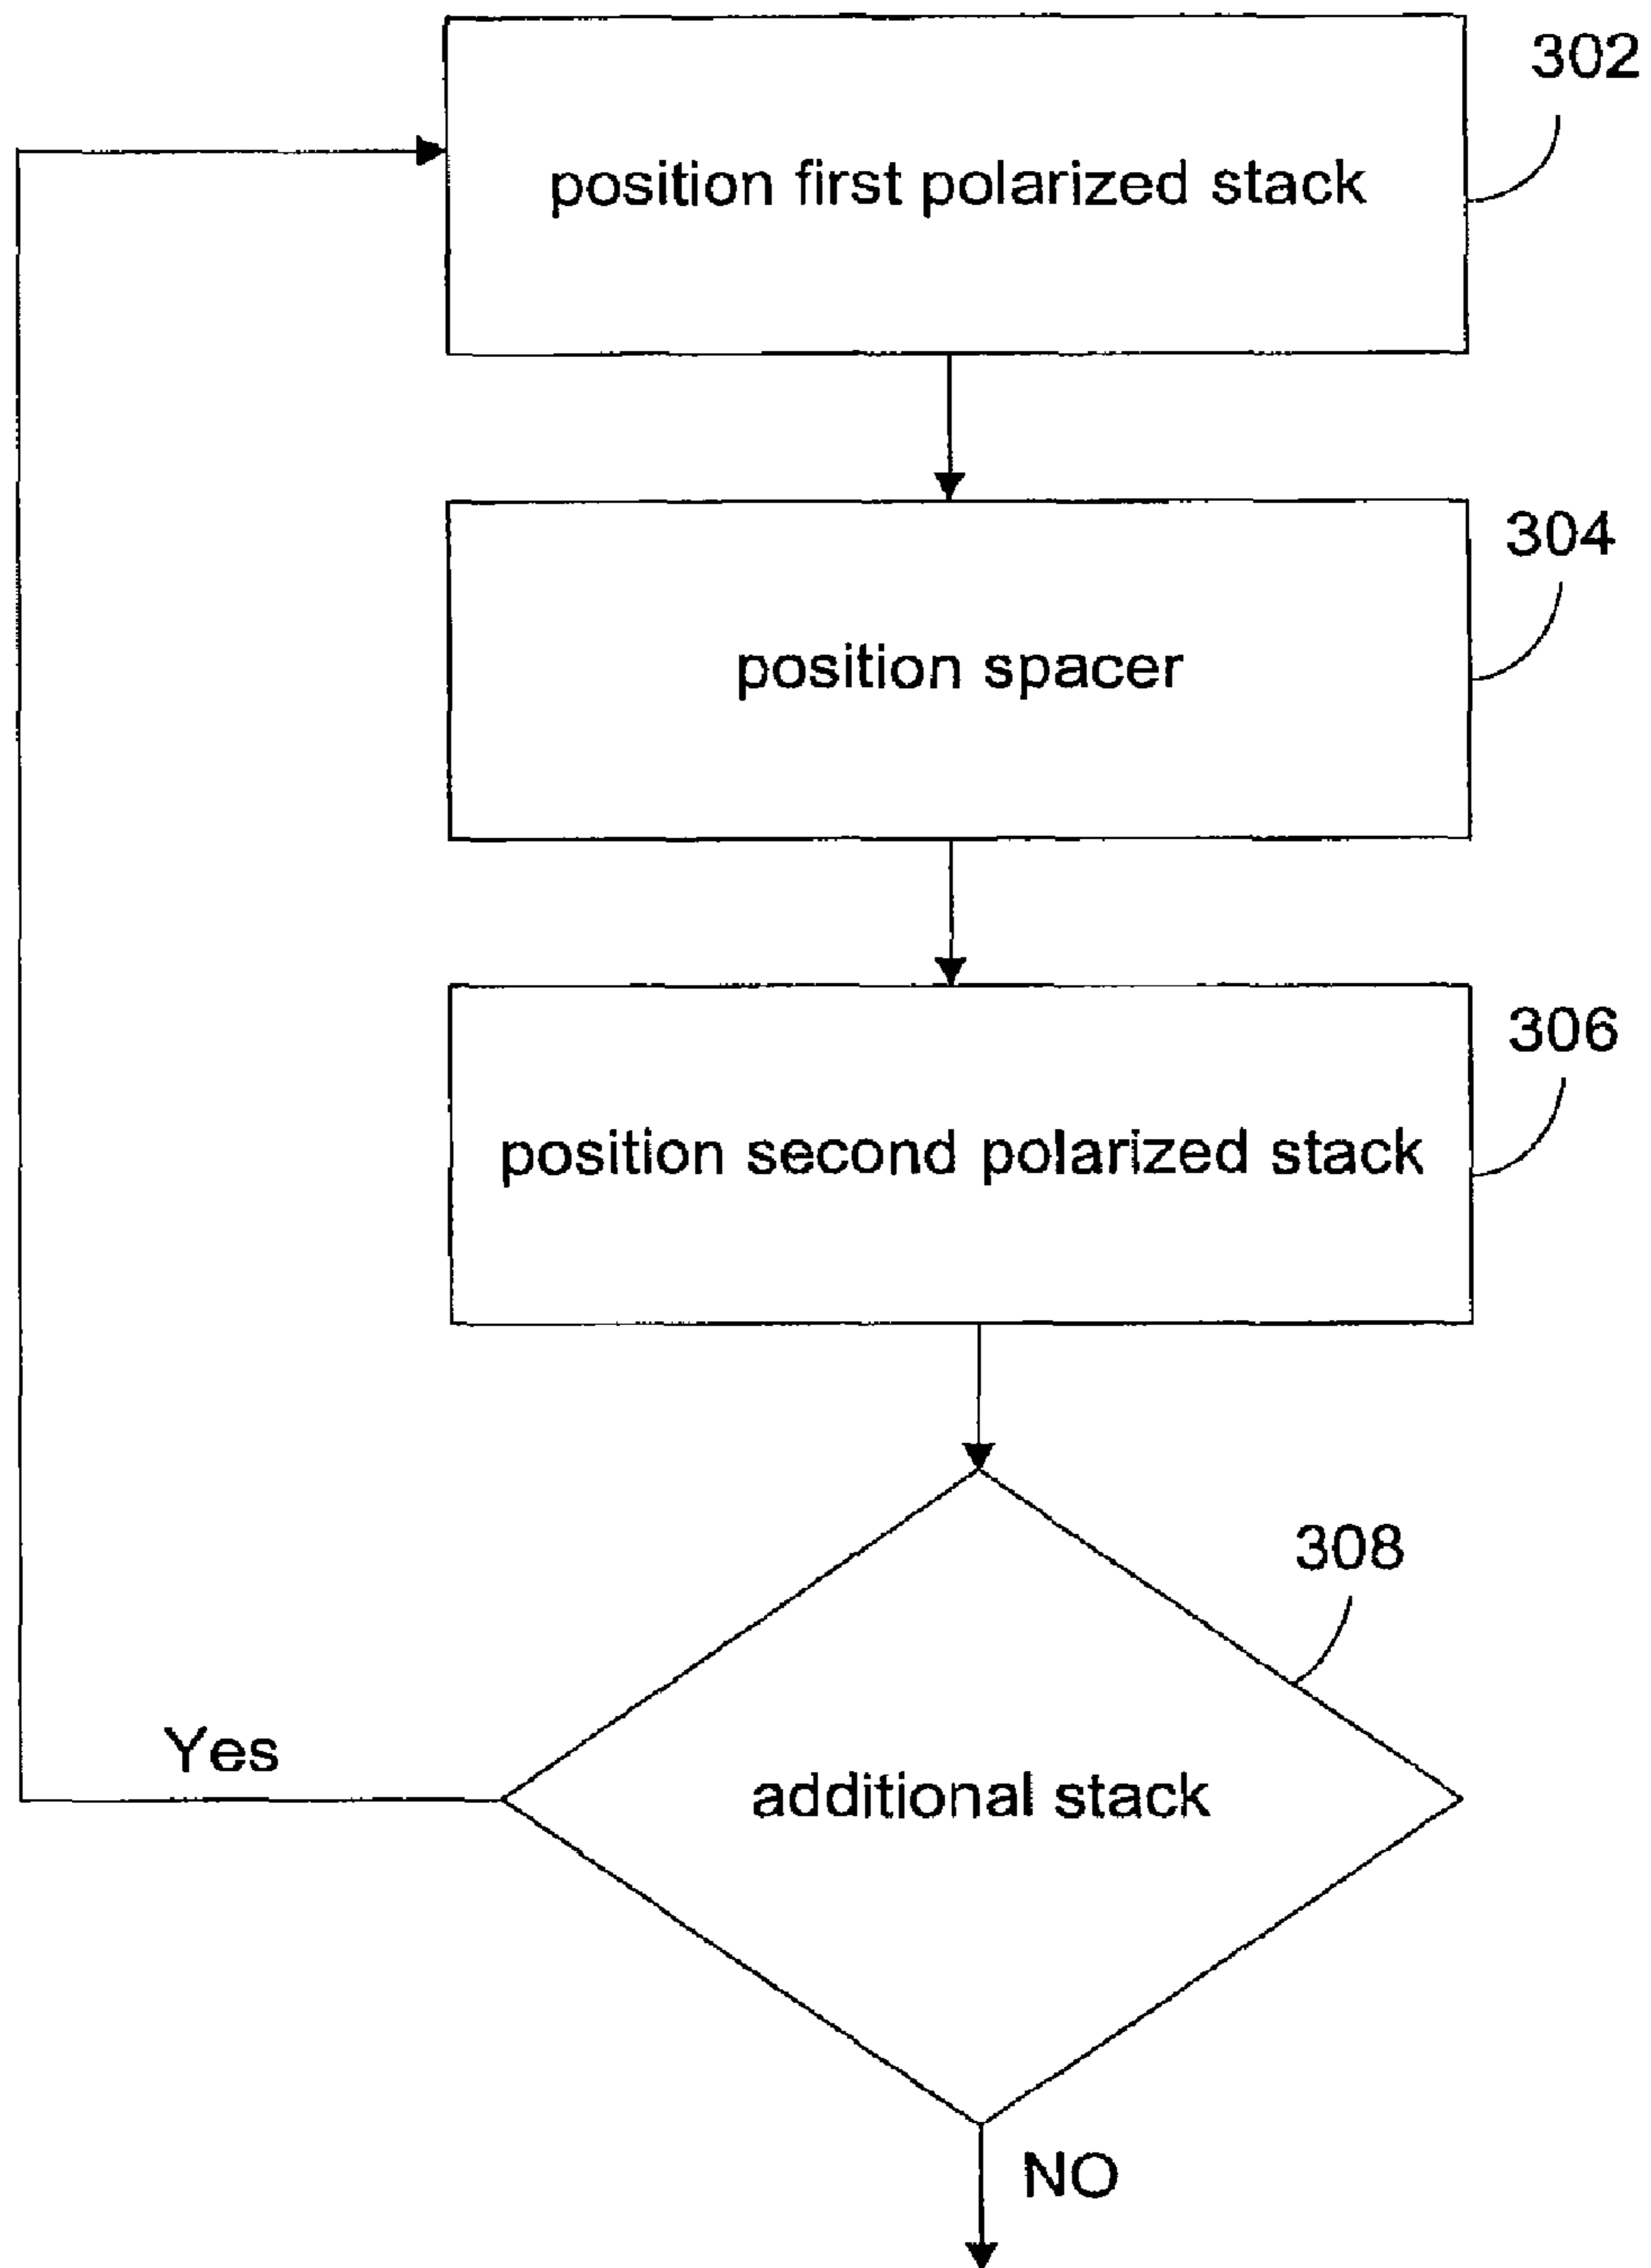 302
position first polarized stack
304
position spacer
306
position second polarized stack
308
additional stack
Yes
NO